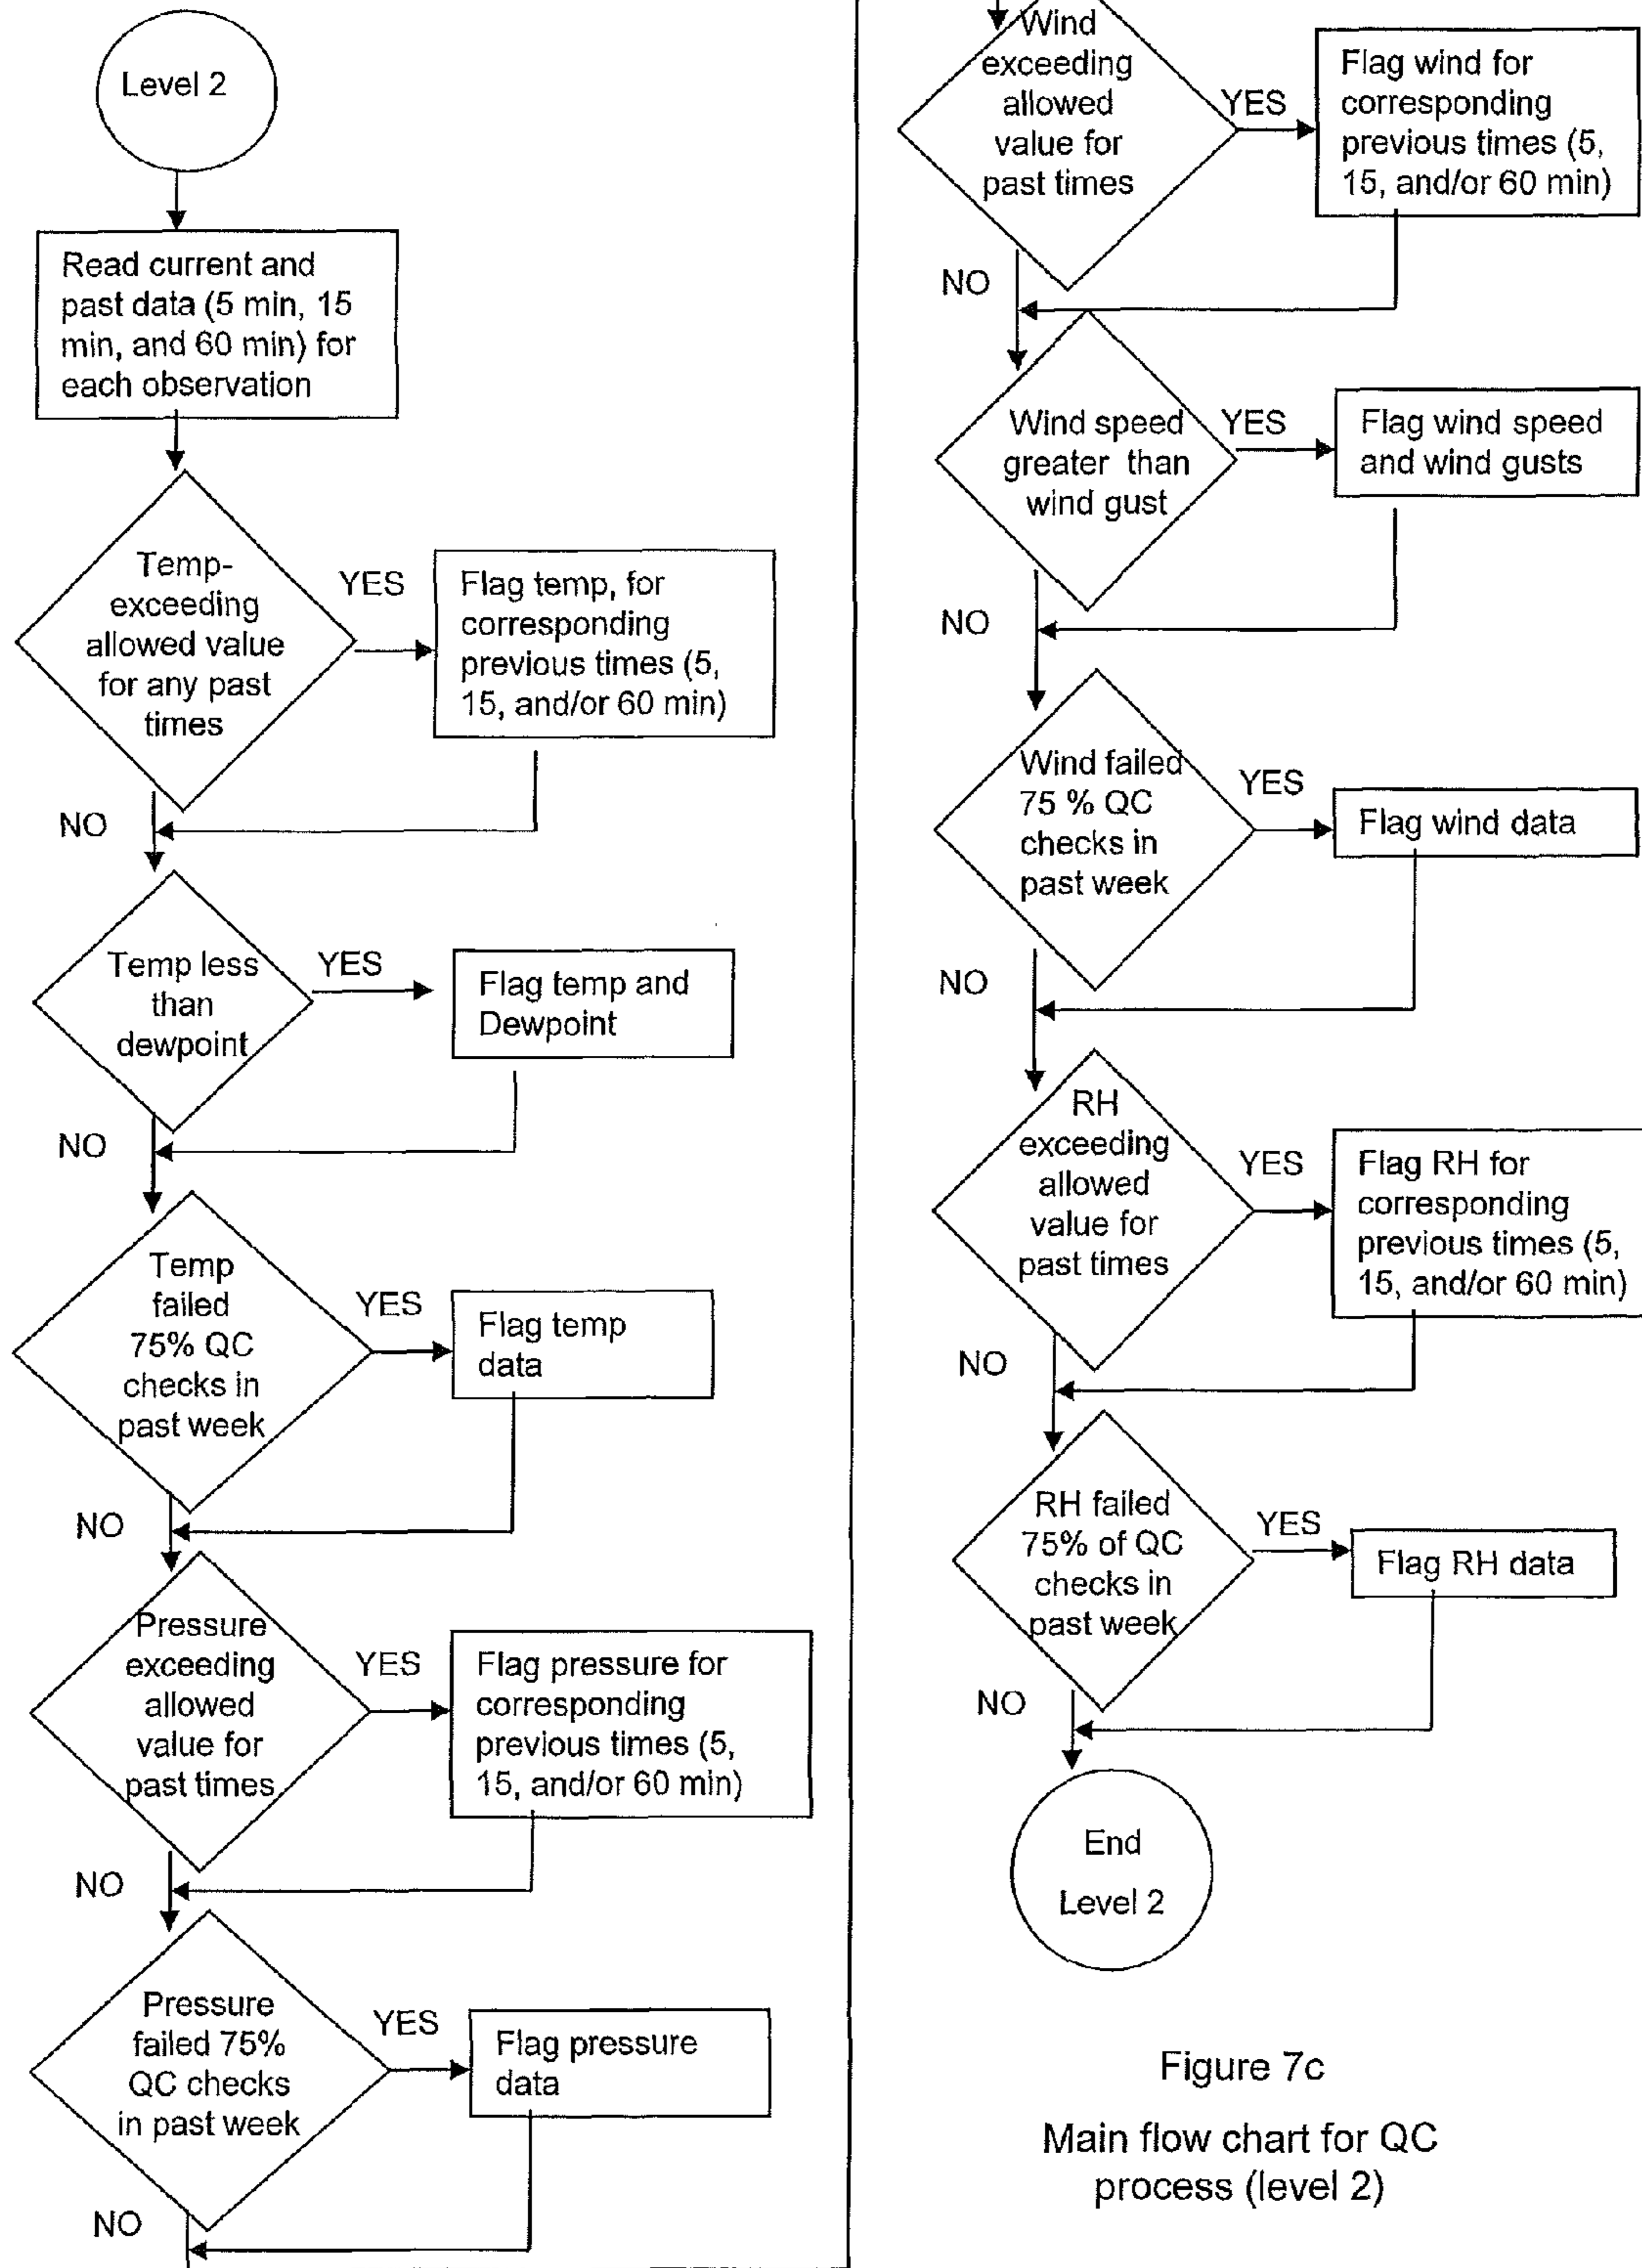 Level 2
Read current and
past data (5 min, 15
min, and 60 min) for
each observation
Temp-
exceeding
allowed value
for any past
times
YES
Flag temp, for
corresponding
previous times (5,
15, and/or 60 min)
NO
Temp less
than
dewpoint
YES
Flag temp and
Dewpoint
NO
Temp
failed
75% QC
checks in
past week
YES
Flag temp
data
NO
Pressure
exceeding
allowed
value for
past times
YES
Flag pressure for
corresponding
previous times (5,
15, and/or 60 min)
NO
Pressure
failed 75%
QC checks
in past week
YES
Flag pressure
data
NO
Wind
exceeding
allowed
value for
past times
YES
Flag wind for
corresponding
previous times (5,
15, and/or 60 min)
NO
Wind speed
greater than
wind gust
YES
Flag wind speed
and wind gusts
NO
Wind failed
75 % QC
checks in
past week
YES
Flag wind data
NO
RH
exceeding
allowed
value for
past times
YES
Flag RH for
corresponding
previous times (5,
15, and/or 60 min)
NO
RH failed
75% of QC
checks in
past week
YES
Flag RH data
NO
End
Level 2
Figure 7c
Main flow chart for QC
process (level 2)